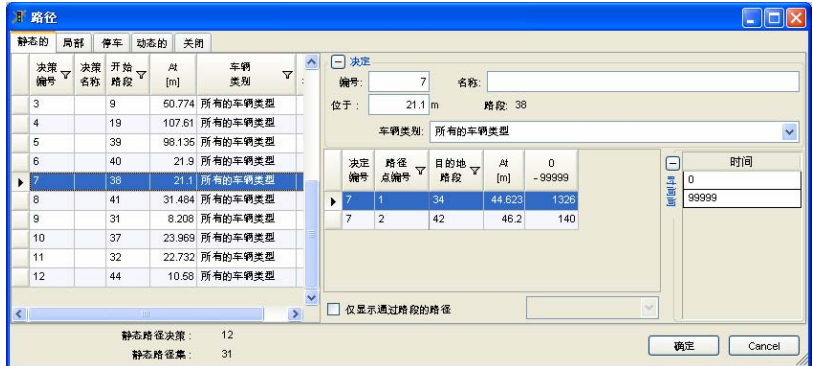 路径
静态的 局部 停车 动态的 关闭
决策编号 决策名称 开始路段 At [m] 车辆类别
3 9 50.774 所有的车辆类型
4 19 107.61 所有的车辆类型
5 39 98.135 所有的车辆类型
6 40 21.9 所有的车辆类型
7 38 21.1 所有的车辆类型
8 41 31.484 所有的车辆类型
9 31 8.208 所有的车辆类型
10 37 23.969 所有的车辆类型
11 32 22.732 所有的车辆类型
12 44 10.58 所有的车辆类型
决定
编号: 7 名称:
位于: 21.1 m 路段: 38
车辆类别: 所有的车辆类型
决定编号 路径点编号 目的地路段 At [m] 0 - 99999
7 1 34 44.623 1326
7 2 42 46.2 140
时间
0
99999
仅显示通过路段的路径
静态路径决策: 12
静态路径集: 31
确定 Cancel